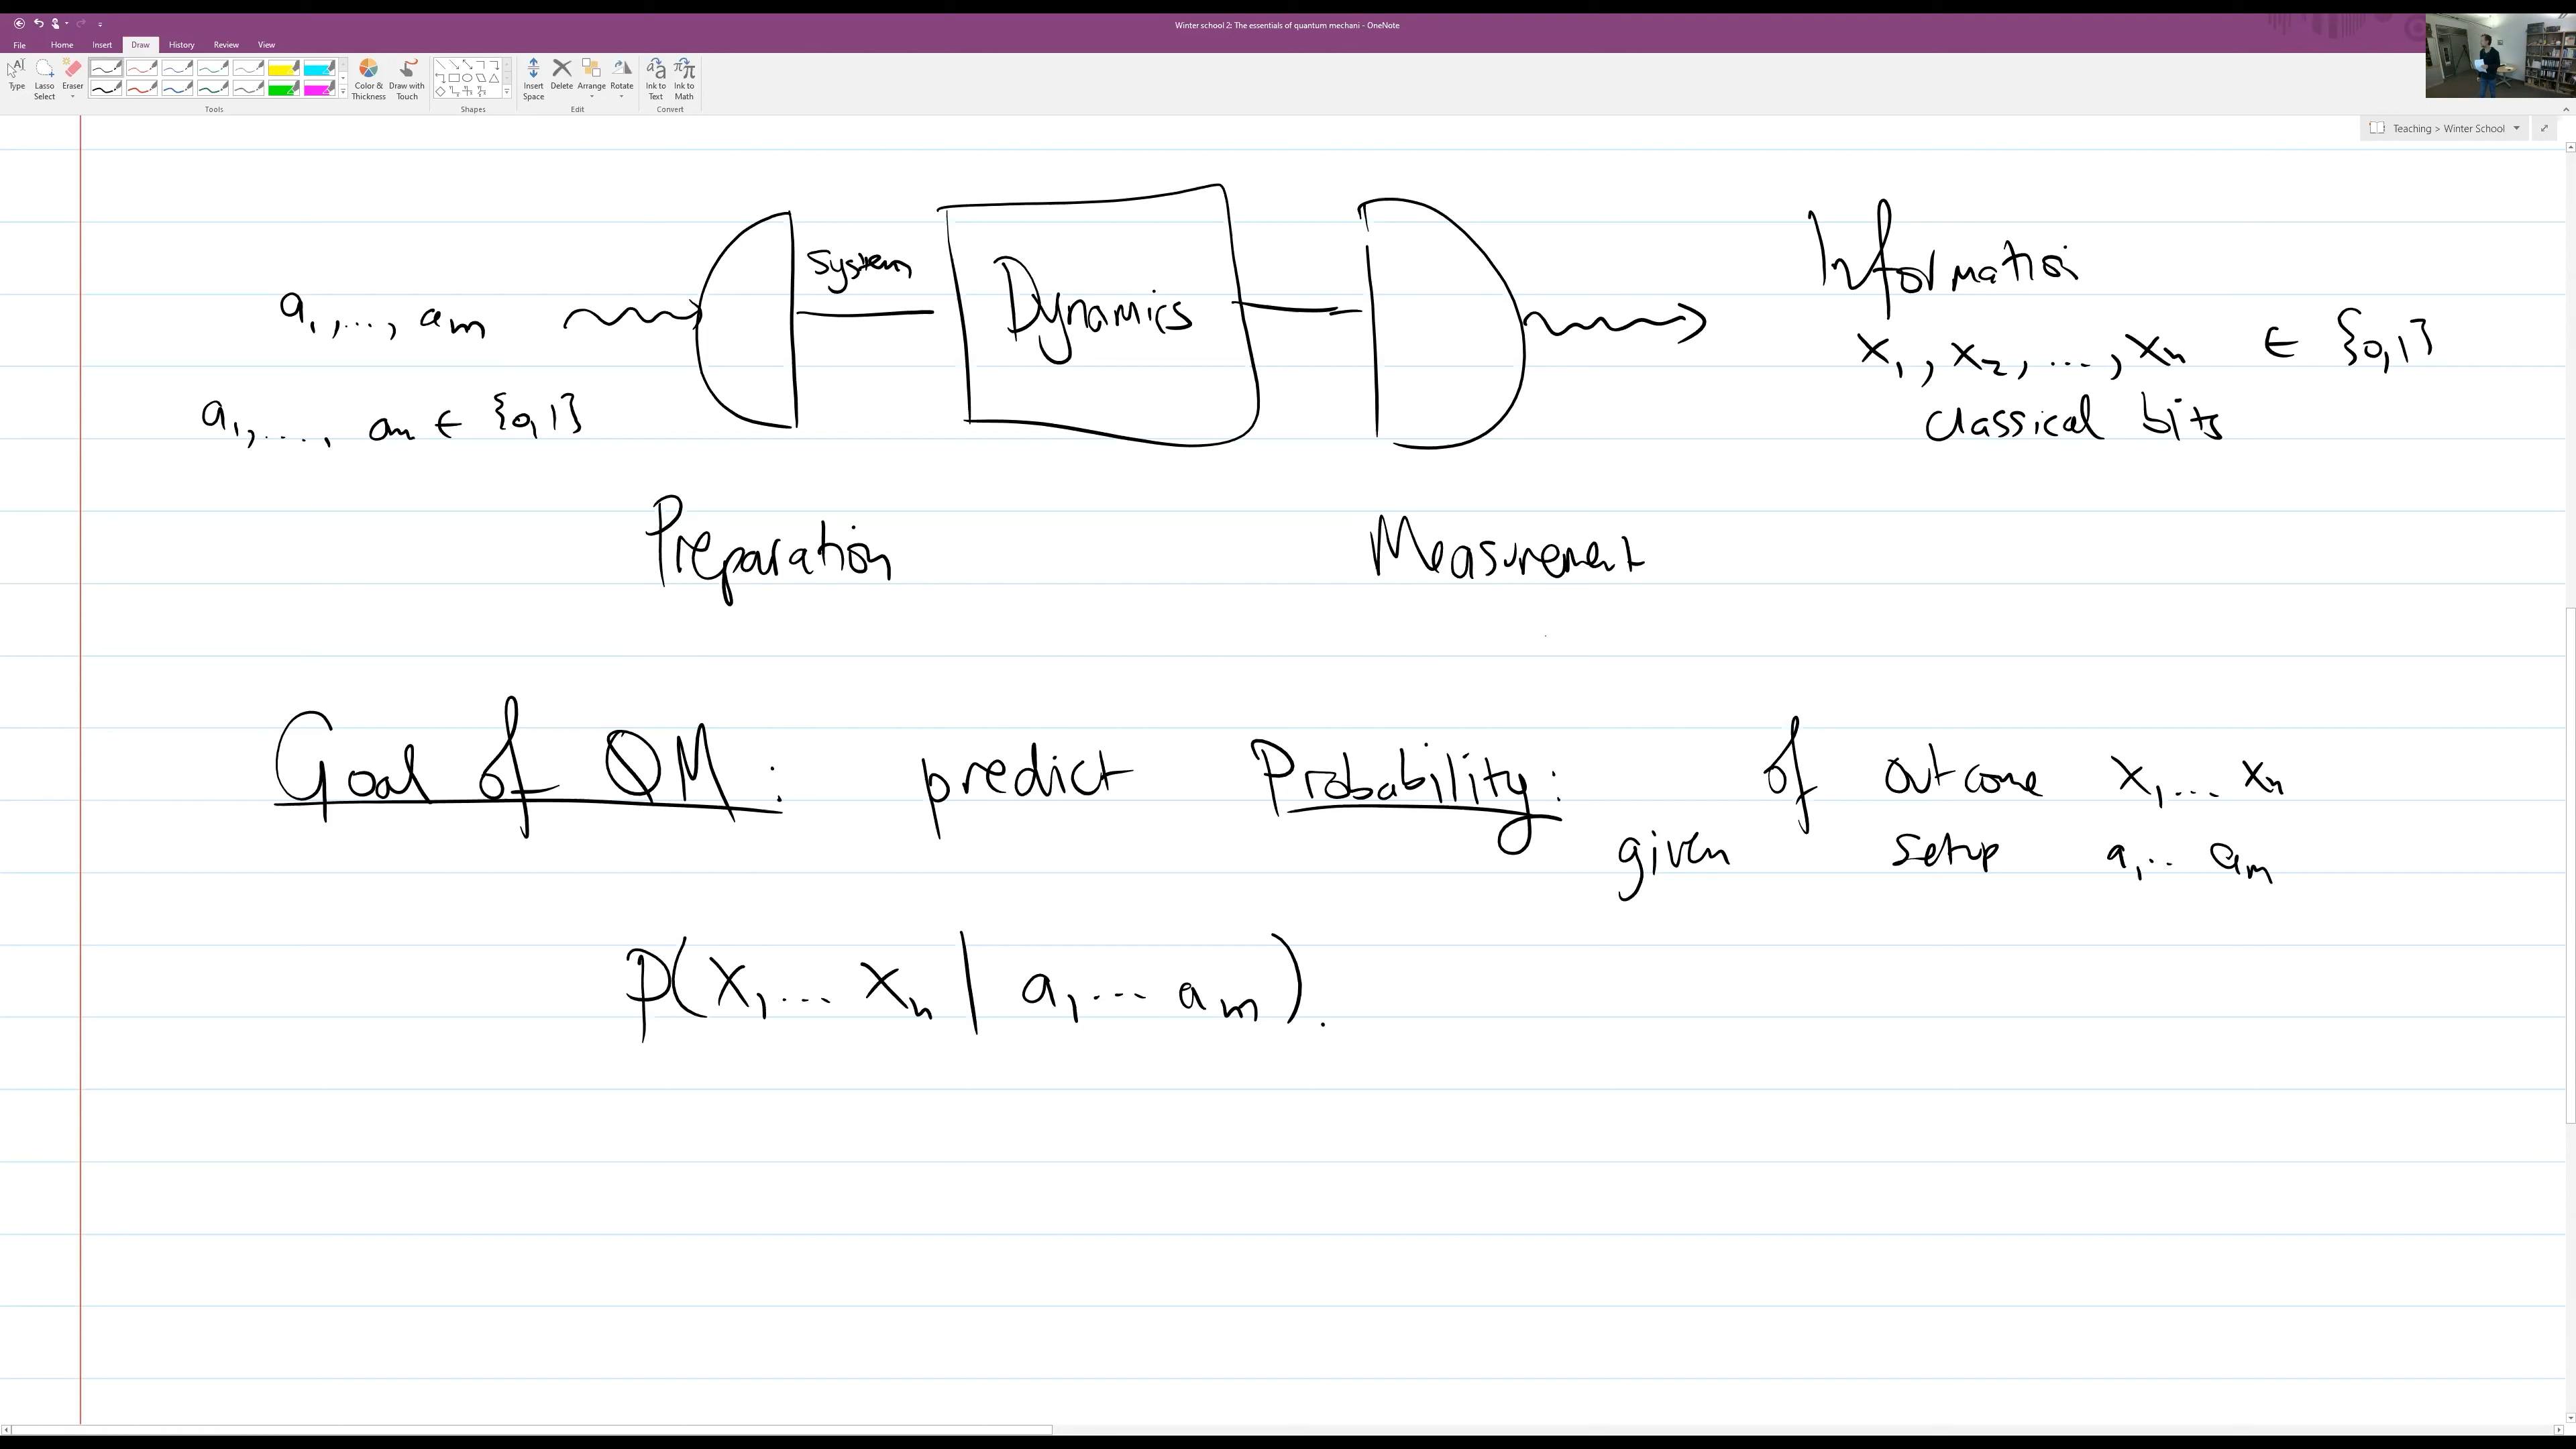 Winter school 2: The essentials of quantum mechani - OneNote
File Home Insert Draw History Review View
Type Lasso Select Eraser Color & Thickness Draw with Touch Insert Space Delete Arrange Rotate Ink to Text Ink to Math
Tools Shapes Edit Convert
Teaching > Winter School
a₁,..., aₘ
a₁,...., aₘ ∈ {0,1}
system
Dynamics
Information
x₁, x₂, ..., xₙ ∈ {0,1}
classical bits
Preparation Measurement
Goal of QM: predict Probability: of outcome x₁... xₙ
given setup a₁.. aₘ
P(x₁... xₙ | a₁... aₘ).